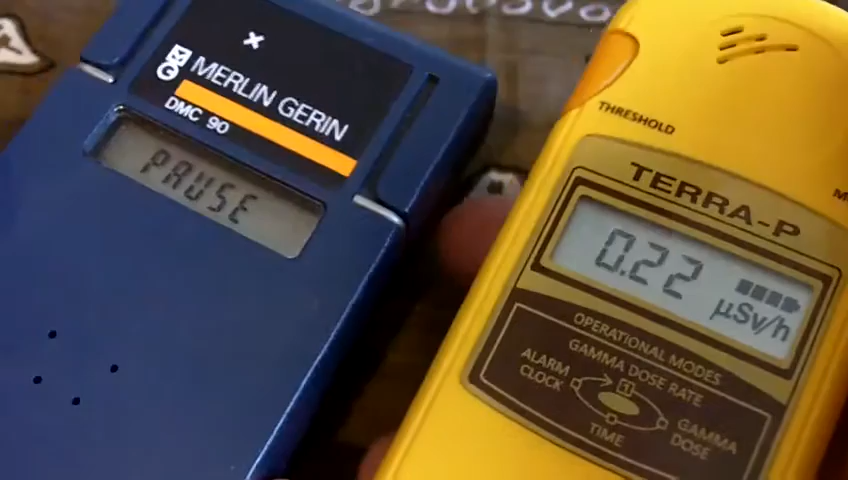 MERLIN GERIN
DMC 90
PAUSE
THRESHOLD
TERRA-P
0.22
µSv/h
OPERATIONAL MODES
GAMMA DOSE RATE
ALARM
CLOCK
1
TIME
GAMMA
DOSE